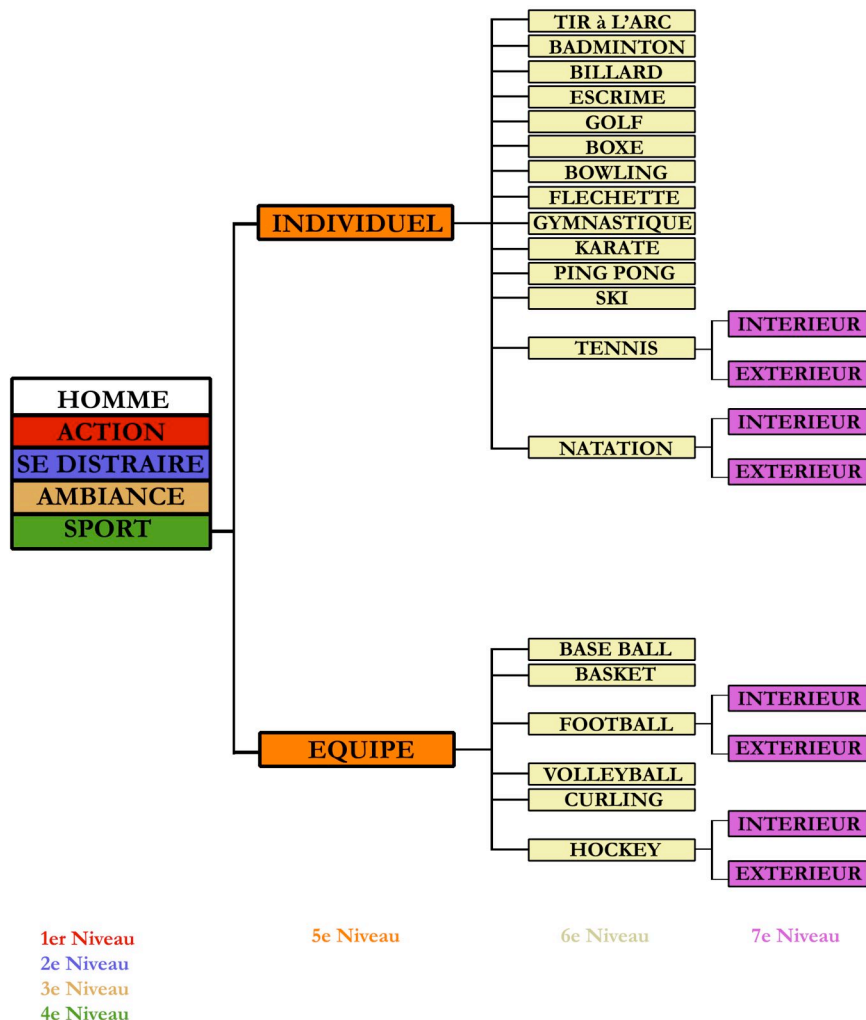 HOMME
ACTION
SE DISTRAIRE
AMBIANCE
SPORT
INDIVIDUEL
TIR à L'ARC
BADMINTON
BILLARD
ESCRIME
GOLF
BOXE
BOWLING
FLECHETTE
GYMNASTIQUE
KARATE
PING PONG
SKI
TENNIS
INTERIEUR
EXTERIEUR
NATATION
INTERIEUR
EXTERIEUR
EQUIPE
BASE BALL
BASKET
FOOTBALL
INTERIEUR
EXTERIEUR
VOLLEYBALL
CURLING
HOCKEY
INTERIEUR
EXTERIEUR
1er Niveau
2e Niveau
3e Niveau
4e Niveau
5e Niveau
6e Niveau
7e Niveau